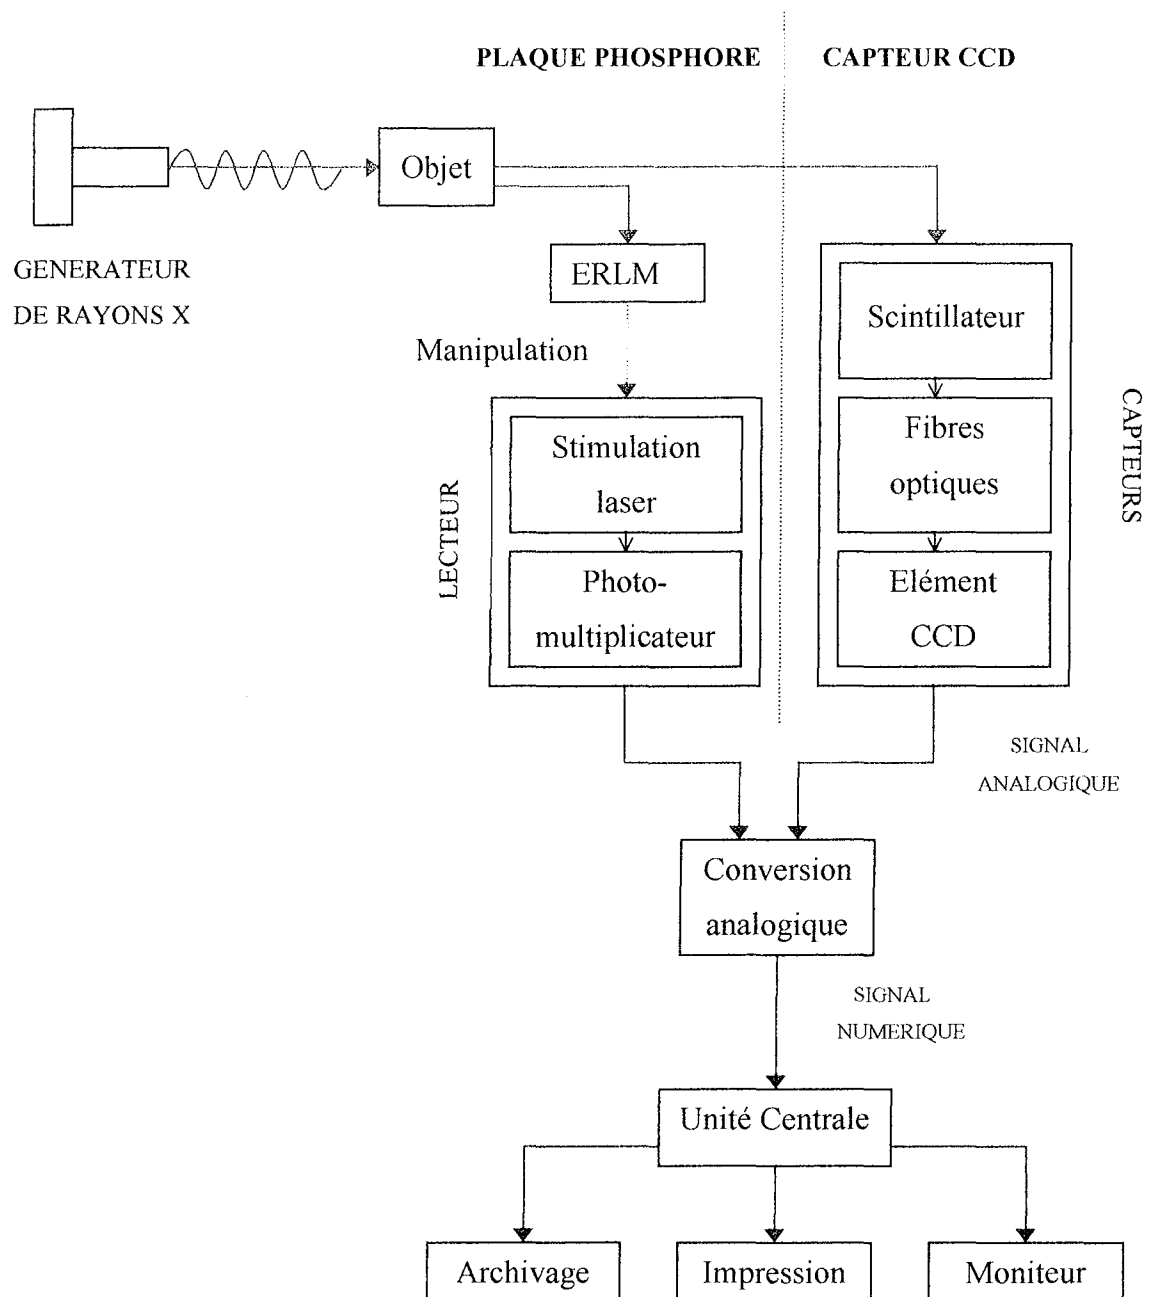 PLAQUE PHOSPHORE
CAPTEUR CCD
Objet
GENERATEUR
DE RAYONS X
ERLM
Manipulation
Scintillateur
Fibres
optiques
Elément
CCD
CAPTEURS
LECTEUR
Stimulation
laser
Photo-
multiplicateur
SIGNAL
ANALOGIQUE
Conversion
analogique
SIGNAL
NUMERIQUE
Unité Centrale
Archivage
Impression
Moniteur